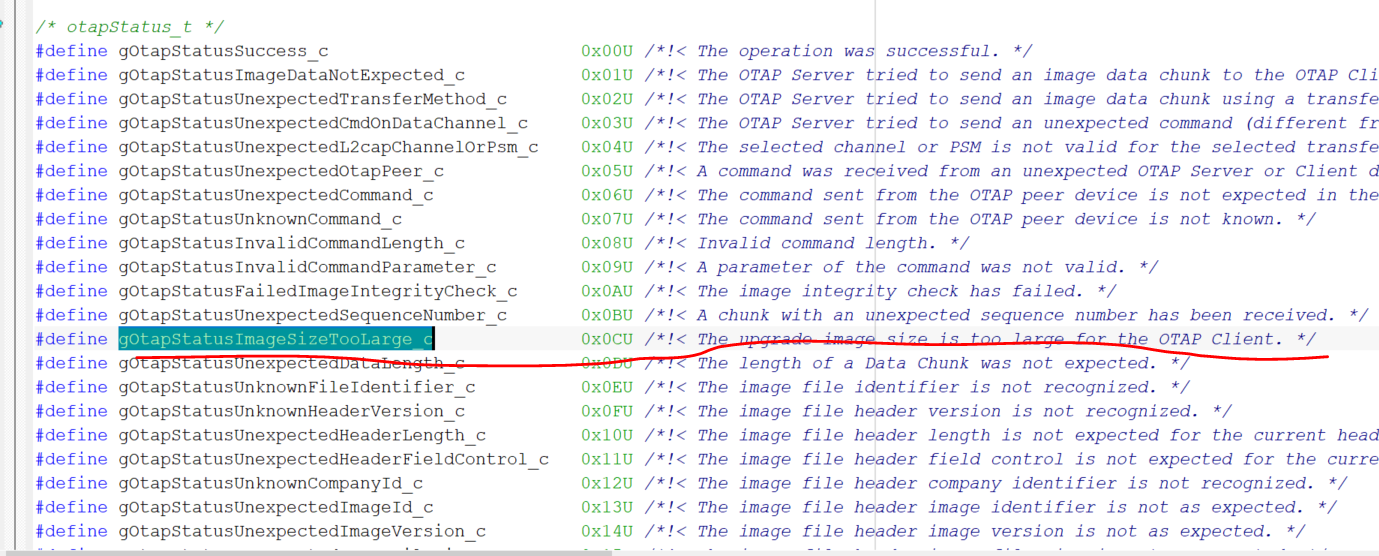 /* otapStatus_t */
#define gOtapStatusSuccess_c 0x00U /*!< The operation was successful. */
#define gOtapStatusImageDataNotExpected_c 0x01U /*!< The OTAP Server tried to send an image data chunk to the OTAP Cli
#define gOtapStatusUnexpectedTransferMethod_c 0x02U /*!< The OTAP Server tried to send an image data chunk using a transfe
#define gOtapStatusUnexpectedCmdOnDataChannel_c 0x03U /*!< The OTAP Server tried to send an unexpected command (different fr
#define gOtapStatusUnexpectedL2capChannelOrPsm_c 0x04U /*!< The selected channel or PSM is not valid for the selected transfe
#define gOtapStatusUnexpectedOtapPeer_c 0x05U /*!< A command was received from an unexpected OTAP Server or Client d
#define gOtapStatusUnexpectedCommand_c 0x06U /*!< The command sent from the OTAP peer device is not expected in the
#define gOtapStatusUnknownCommand_c 0x07U /*!< The command sent from the OTAP peer device is not known. */
#define gOtapStatusInvalidCommandLength_c 0x08U /*!< Invalid command length. */
#define gOtapStatusInvalidCommandParameter_c 0x09U /*!< A parameter of the command was not valid. */
#define gOtapStatusFailedImageIntegrityCheck_c 0x0AU /*!< The image integrity check has failed. */
#define gOtapStatusUnexpectedSequenceNumber_c 0x0BU /*!< A chunk with an unexpected sequence number has been received. */
#define gOtapStatusImageSizeTooLarge_c 0x0CU /*!< The upgrade image size is too large for the OTAP Client. */
#define gOtapStatusUnexpectedDataLength_c 0x0DU /*!< The length of a Data Chunk was not expected. */
#define gOtapStatusUnknownFileIdentifier_c 0x0EU /*!< The image file identifier is not recognized. */
#define gOtapStatusUnknownHeaderVersion_c 0x0FU /*!< The image file header version is not recognized. */
#define gOtapStatusUnexpectedHeaderLength_c 0x10U /*!< The image file header length is not expected for the current head
#define gOtapStatusUnexpectedHeaderFieldControl_c 0x11U /*!< The image file header field control is not expected for the curre
#define gOtapStatusUnknownCompanyId_c 0x12U /*!< The image file header company identifier is not recognized. */
#define gOtapStatusUnexpectedImageId_c 0x13U /*!< The image file header image identifier is not as expected. */
#define gOtapStatusUnexpectedImageVersion_c 0x14U /*!< The image file header image version is not as expected. */